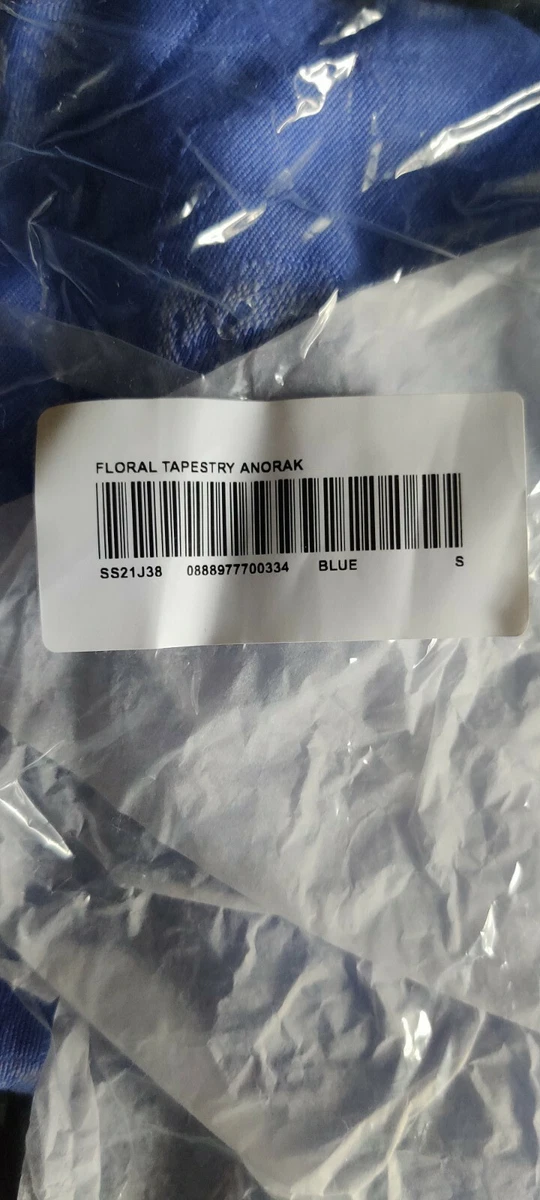 FLORAL TAPESTRY ANORAK
SS21J38 0888977700334 BLUE S